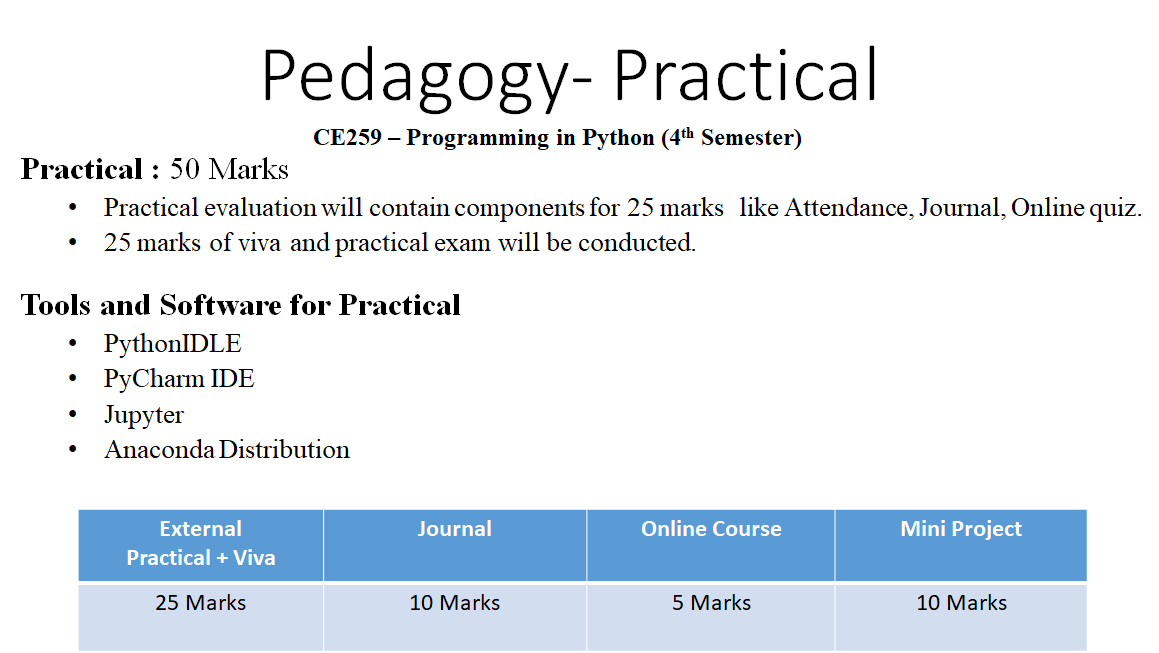 Pedagogy- Practical
CE259 – Programming in Python (4th Semester)
Practical : 50 Marks
• Practical evaluation will contain components for 25 marks like Attendance, Journal, Online quiz.
• 25 marks of viva and practical exam will be conducted.
Tools and Software for Practical
• PythonIDLE
• PyCharm IDE
• Jupyter
• Anaconda Distribution
External Journal Online Course Mini Project
Practical + Viva
25 Marks 10 Marks 5 Marks 10 Marks